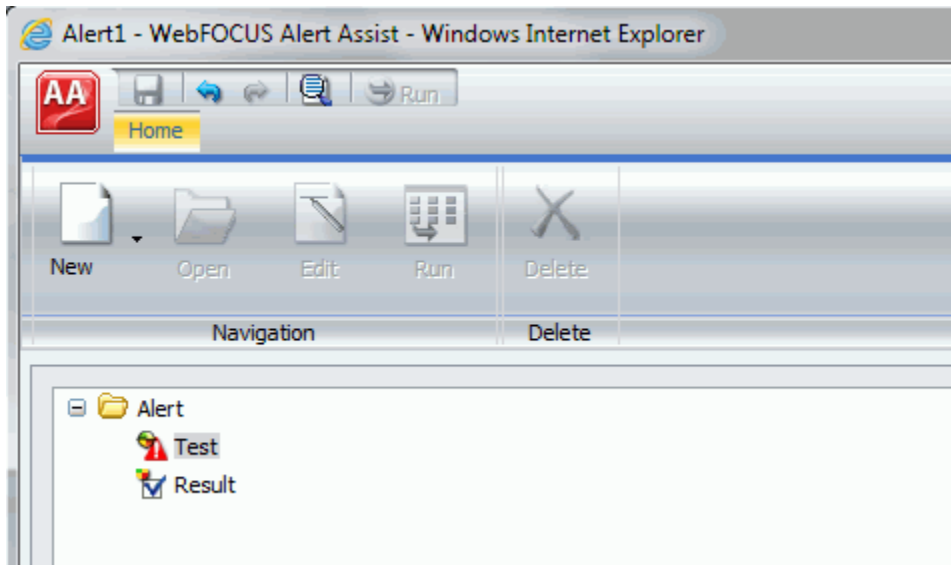 Alert1 - WebFOCUS Alert Assist - Windows Internet Explorer
AA
Run
Home
New Open Edit Run Delete
Navigation Delete
Alert
Test
Result